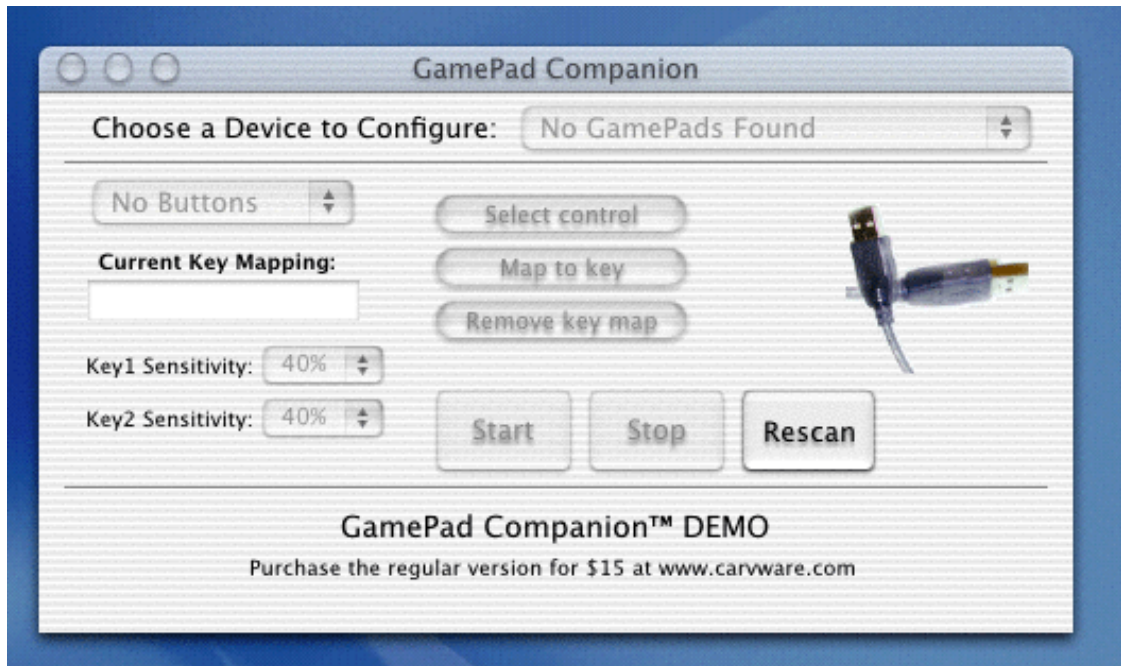 GamePad Companion
Choose a Device to Configure: No GamePads Found
No Buttons
Select control
Current Key Mapping:
Map to key
Remove key map
Key1 Sensitivity: 40%
Key2 Sensitivity: 40%
Start Stop Rescan
GamePad Companion™ DEMO
Purchase the regular version for $15 at www.carvware.com